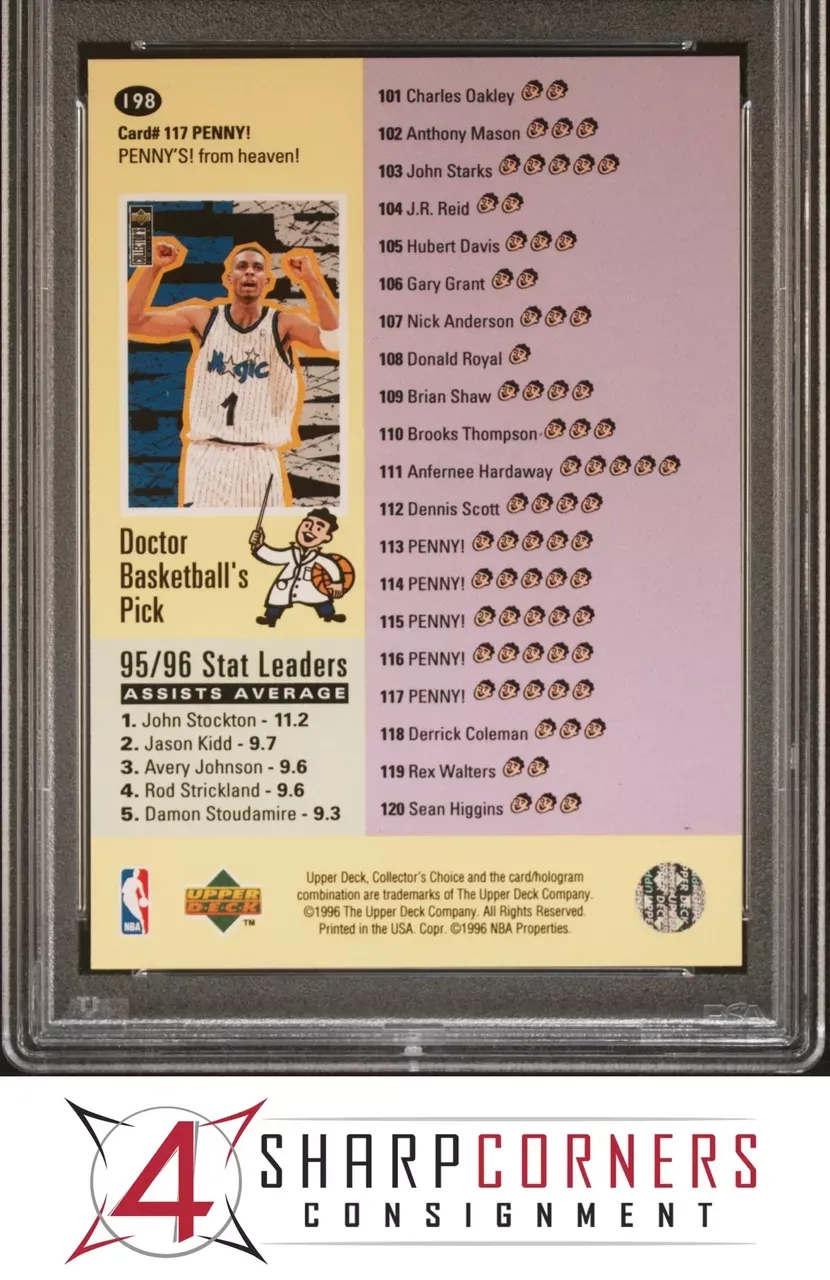 198
Card# 117 PENNY!
PENNY'S! from heaven!
Magic
1
Doctor
Basketball's
Pick
95/96 Stat Leaders
ASSISTS AVERAGE
1. John Stockton - 11.2
2. Jason Kidd - 9.7
3. Avery Johnson - 9.6
4. Rod Strickland - 9.6
5. Damon Stoudamire - 9.3
101 Charles Oakley
102 Anthony Mason
103 John Starks
104 J.R. Reid
105 Hubert Davis
106 Gary Grant
107 Nick Anderson
108 Donald Royal
109 Brian Shaw
110 Brooks Thompson
111 Anfernee Hardaway
112 Dennis Scott
113 PENNY!
114 PENNY!
115 PENNY!
116 PENNY!
117 PENNY!
118 Derrick Coleman
119 Rex Walters
120 Sean Higgins
NBA
UPPER
DECK
TM
Upper Deck, Collector's Choice and the card/hologram
combination are trademarks of The Upper Deck Company.
©1996 The Upper Deck Company. All Rights Reserved.
Printed in the USA. Copr. ©1996 NBA Properties.
PSA
4
SHARPCORNERS
CONSIGNMENT